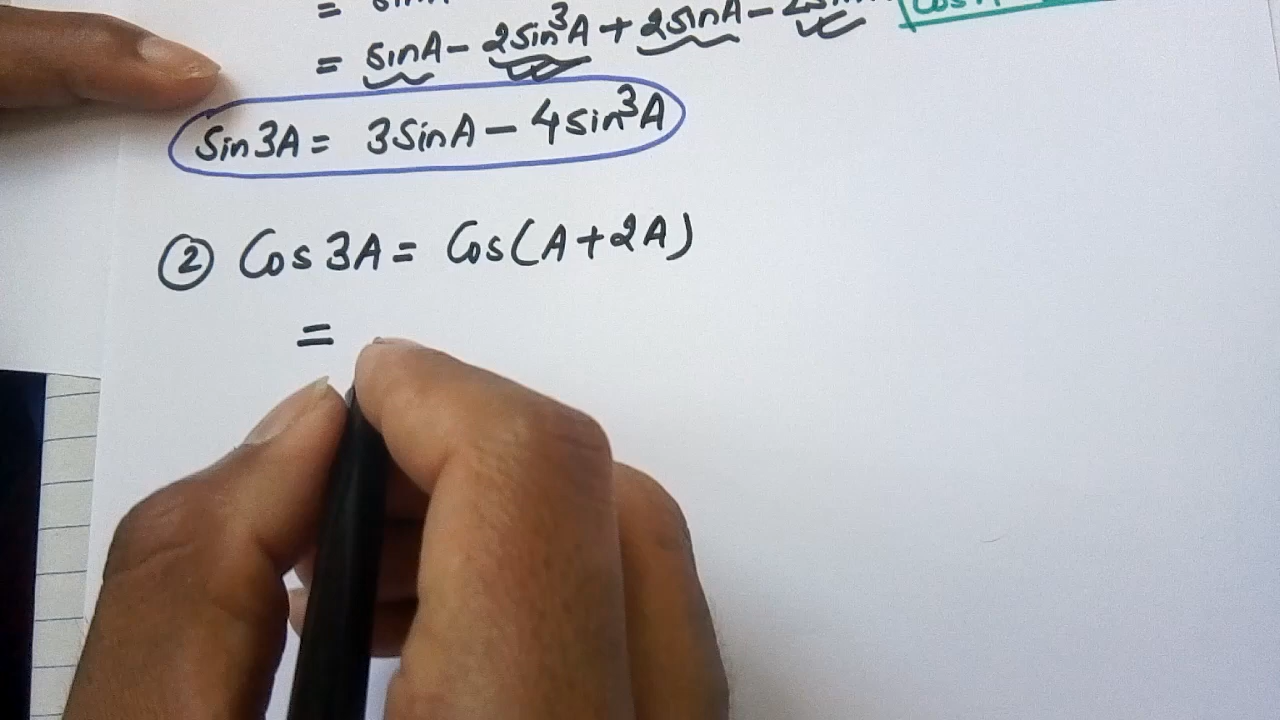 =
= sinA - 2sin³A + 2sinA -
Sin3A = 3SinA - 4sin³A
② Cos3A = Cos(A+2A)
=